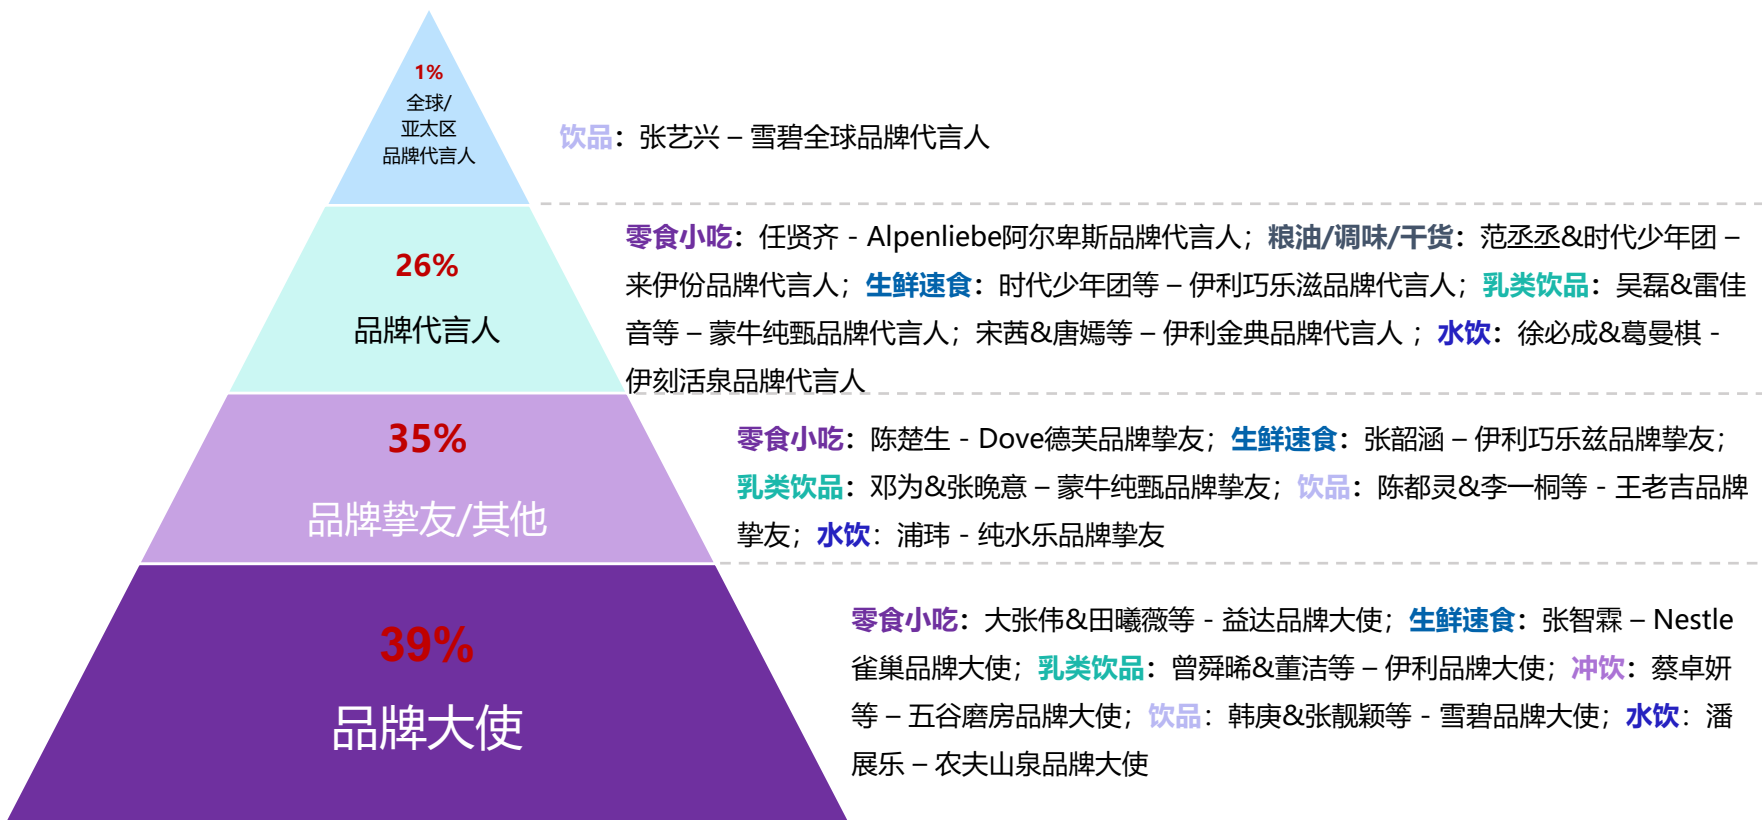 1%
全球/
亚太区
品牌代言人
饮品：张艺兴 – 雪碧全球品牌代言人
26%
品牌代言人
零食小吃：任贤齐 - Alpenliebe阿尔卑斯品牌代言人；粮油/调味/干货：范丞丞&时代少年团 –
来伊份品牌代言人；生鲜速食：时代少年团等 – 伊利巧乐滋品牌代言人；乳类饮品：吴磊&雷佳
音等 – 蒙牛纯甄品牌代言人；宋茜&唐嫣等 – 伊利金典品牌代言人 ；水饮：徐必成&葛曼棋 -
伊刻活泉品牌代言人
35%
品牌挚友/其他
零食小吃：陈楚生 - Dove德芙品牌挚友；生鲜速食：张韶涵 – 伊利巧乐兹品牌挚友；
乳类饮品：邓为&张晚意 – 蒙牛纯甄品牌挚友；饮品：陈都灵&李一桐等 - 王老吉品牌
挚友；水饮：浦玮 - 纯水乐品牌挚友
39%
品牌大使
零食小吃：大张伟&田曦薇等 - 益达品牌大使；生鲜速食：张智霖 – Nestle
雀巢品牌大使；乳类饮品：曾舜晞&董洁等 – 伊利品牌大使；冲饮：蔡卓妍
等 – 五谷磨房品牌大使；饮品：韩庚&张靓颖等 - 雪碧品牌大使；水饮：潘
展乐 – 农夫山泉品牌大使